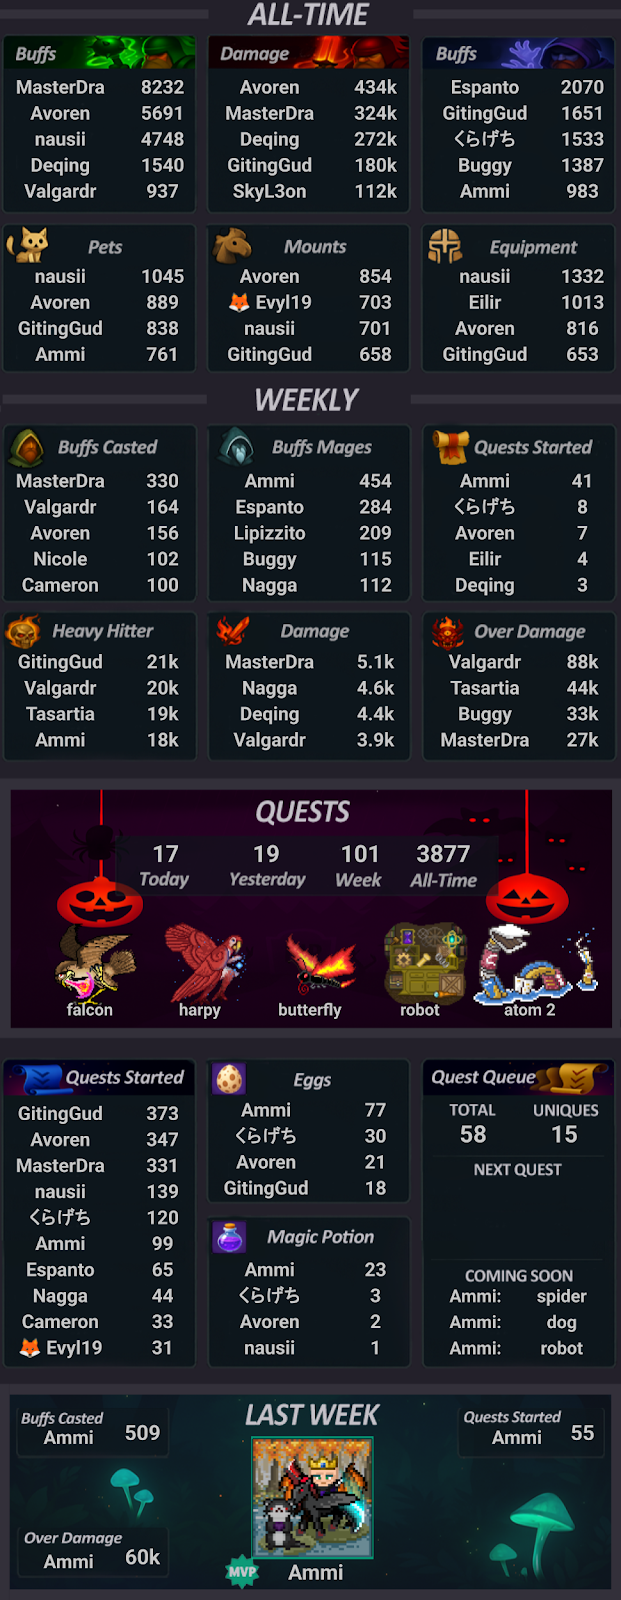 ALL-TIME
Buffs
MasterDra 8232
Avoren 5691
nausii 4748
Deqing 1540
Valgardr 937
Damage
Avoren 434k
MasterDra 324k
Deqing 272k
GitingGud 180k
SkyL3on 112k
Buffs
Espanto 2070
GitingGud 1651
くらげち 1533
Buggy 1387
Ammi 983
Pets
nausii 1045
Avoren 889
GitingGud 838
Ammi 761
Mounts
Avoren 854
🦊 Evyl19 703
nausii 701
GitingGud 658
Equipment
nausii 1332
Eilir 1013
Avoren 816
GitingGud 653
WEEKLY
Buffs Casted
MasterDra 330
Valgardr 164
Avoren 156
Nicole 102
Cameron 100
Buffs Mages
Ammi 454
Espanto 284
Lipizzito 209
Buggy 115
Nagga 112
Quests Started
Ammi 41
くらげち 8
Avoren 7
Eilir 4
Deqing 3
Heavy Hitter
GitingGud 21k
Valgardr 20k
Tasartia 19k
Ammi 18k
Damage
MasterDra 5.1k
Nagga 4.6k
Deqing 4.4k
Valgardr 3.9k
Over Damage
Valgardr 88k
Tasartia 44k
Buggy 33k
MasterDra 27k
QUESTS
17 19 101 3877
Today Yesterday Week All-Time
falcon harpy butterfly robot atom 2
Quests Started
GitingGud 373
Avoren 347
MasterDra 331
nausii 139
くらげち 120
Ammi 99
Espanto 65
Nagga 44
Cameron 33
🦊 Evyl19 31
Eggs
Ammi 77
くらげち 30
Avoren 21
GitingGud 18
Magic Potion
Ammi 23
くらげち 3
Avoren 2
nausii 1
Quest Queue
TOTAL UNIQUES
58 15
NEXT QUEST
COMING SOON
Ammi: spider
Ammi: dog
Ammi: robot
LAST WEEK
Buffs Casted
Ammi 509
Quests Started
Ammi 55
Over Damage
Ammi 60k
MVP Ammi